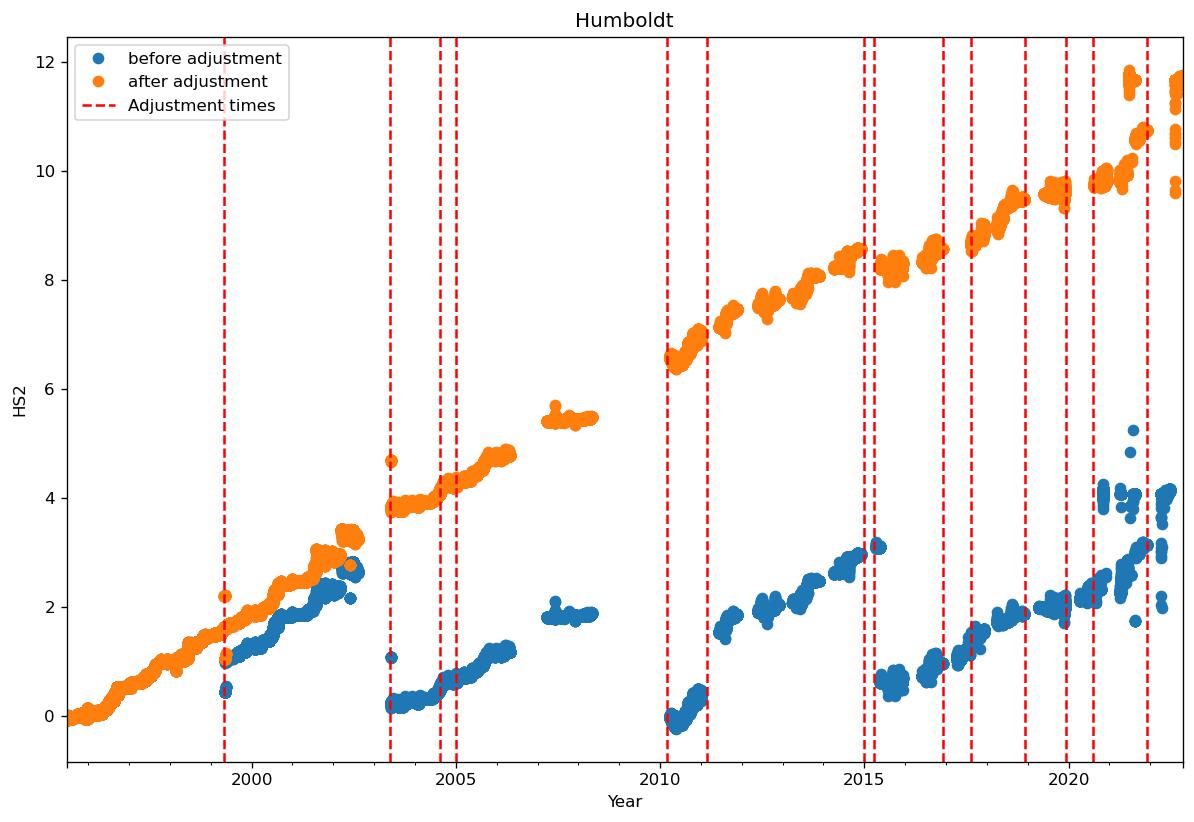 Humboldt
before adjustment
after adjustment
Adjustment times
12
10
8
6
4
2
0
HS2
2000 2005 2010 2015 2020
Year